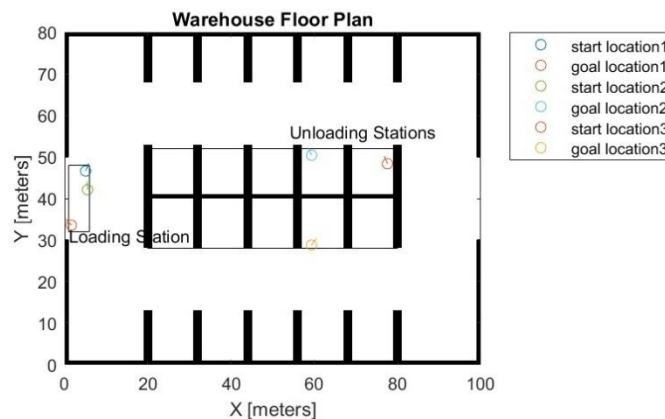 Warehouse Floor Plan
80
70
60
50
40
30
20
10
0
Y [meters]
Unloading Stations
Loading Station
0 20 40 60 80 100
X [meters]
start location1
goal location1
start location2
goal location2
start location3
goal location3